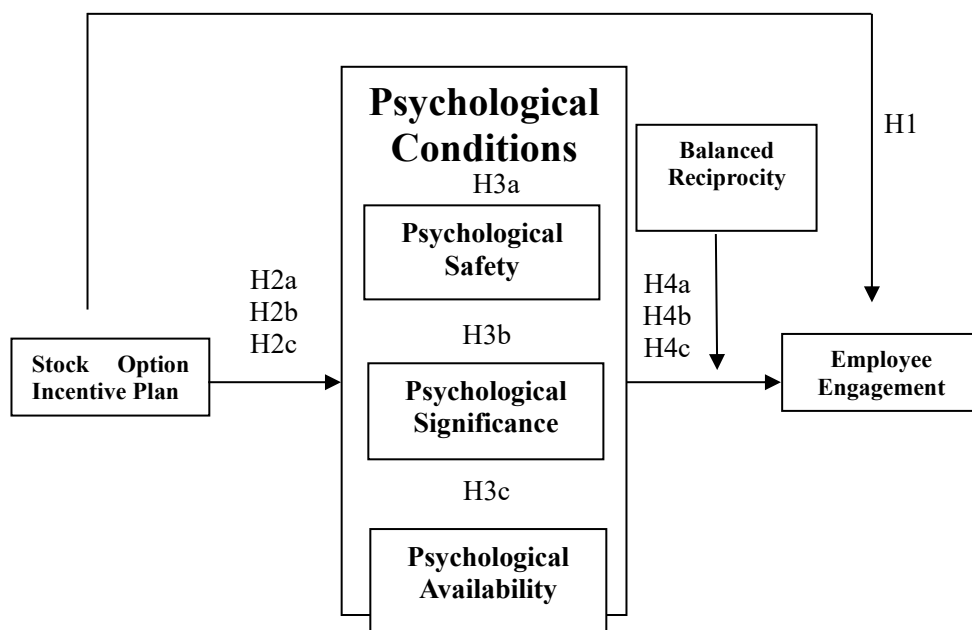 Psychological
Conditions
H3a
H1
Balanced
Reciprocity
Psychological
Safety
H2a
H2b
H2c
H4a
H4b
H4c
H3b
Stock Option
Incentive Plan
Psychological
Significance
Employee
Engagement
H3c
Psychological
Availability